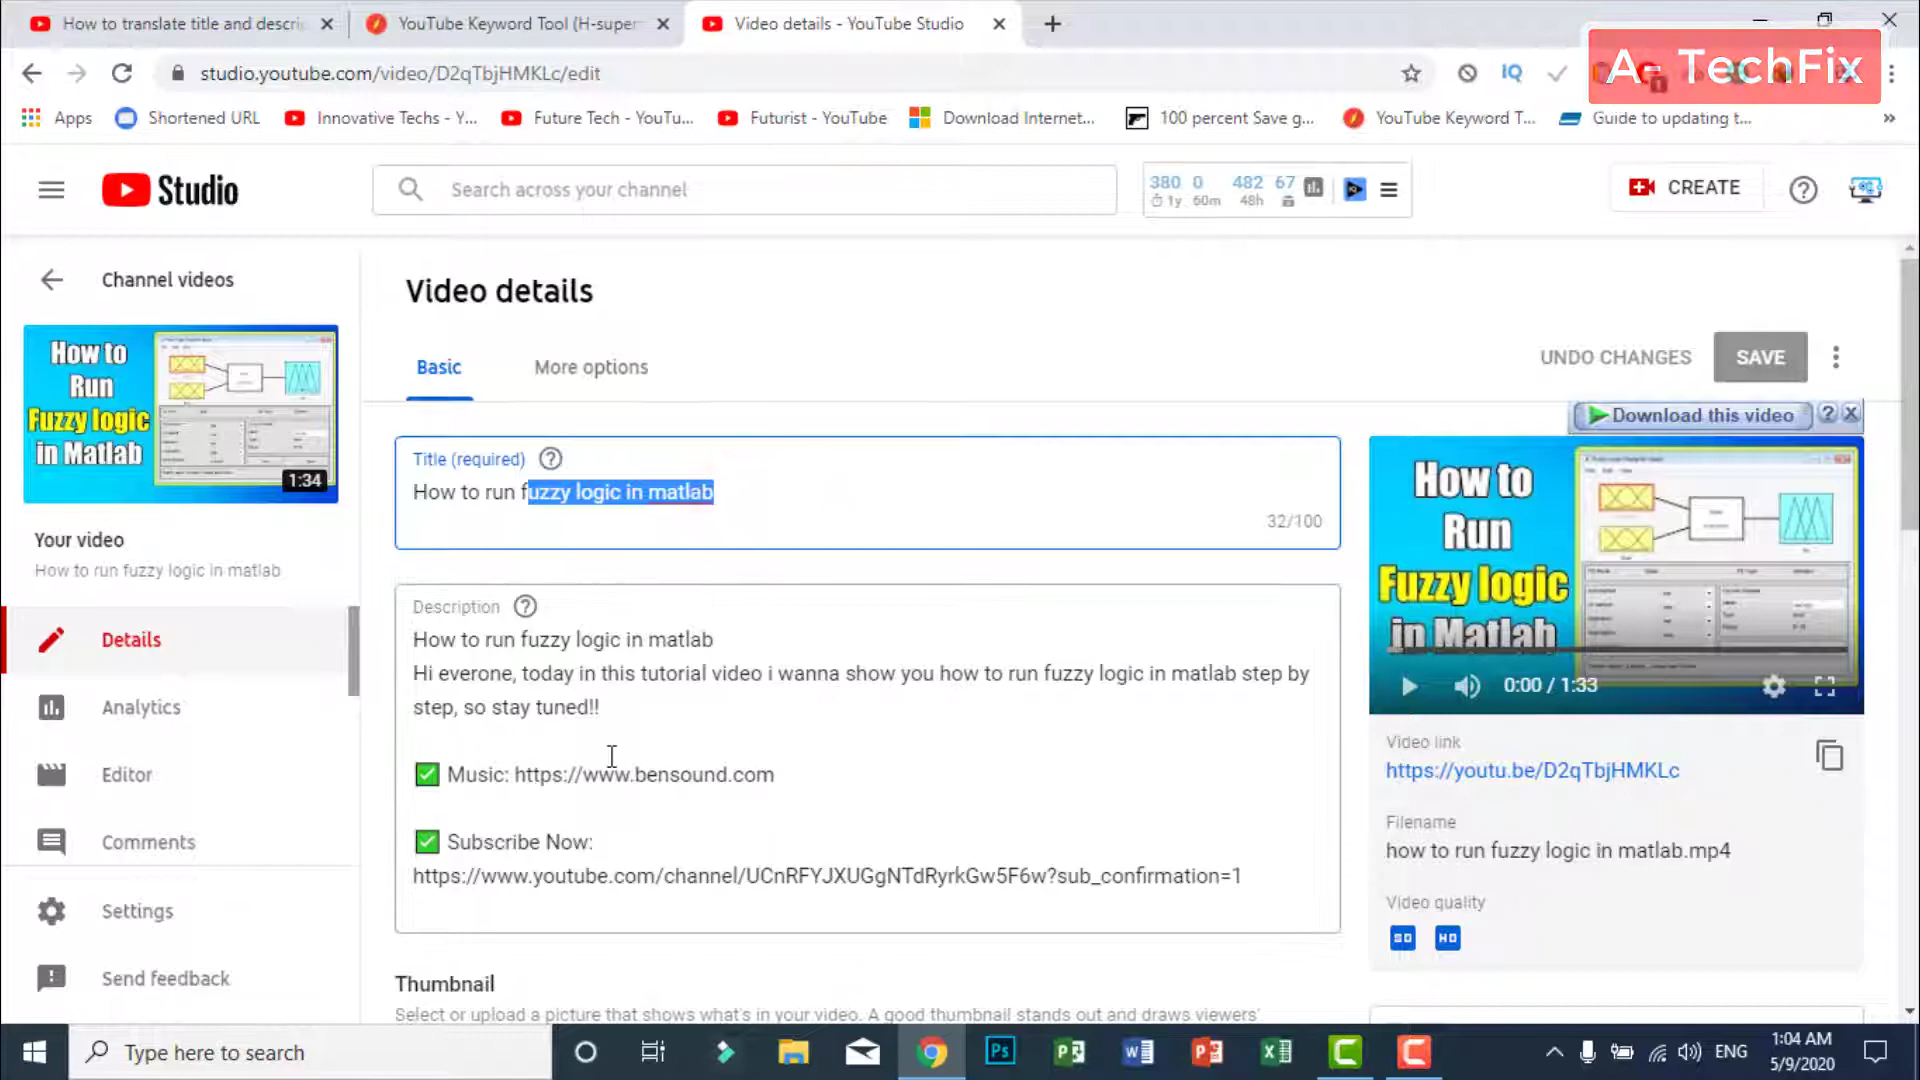 How to translate title and descri
YouTube Keyword Tool (H-super
Video details - YouTube Studio
studio.youtube.com/video/D2qTbjHMKLc/edit
IQ
A- TechFix
Apps
Shortened URL
Innovative Techs - Y...
Future Tech - YouTu...
Futurist - YouTube
Download Internet...
100 percent Save g...
YouTube Keyword T...
Guide to updating t...
Studio
Search across your channel
380 0 482 67
1y 60m 48h
CREATE
Channel videos
Video details
How to
Run
Fuzzy logic
in Matlab
1:34
Basic
More options
UNDO CHANGES
SAVE
Download this video
Title (required)
How to run fuzzy logic in matlab
32/100
Your video
How to run fuzzy logic in matlab
How to
Run
Fuzzy logic
in Matlab
0:00 / 1:33
Details
Analytics
Editor
Comments
Settings
Send feedback
Description
How to run fuzzy logic in matlab
Hi everone, today in this tutorial video i wanna show you how to run fuzzy logic in matlab step by
step, so stay tuned!!
✅ Music: https://www.bensound.com
✅ Subscribe Now:
https://www.youtube.com/channel/UCnRFYJXUGgNTdRyrkGw5F6w?sub_confirmation=1
Video link
https://youtu.be/D2qTbjHMKLc
Filename
how to run fuzzy logic in matlab.mp4
Video quality
SD HD
Thumbnail
Select or upload a picture that shows what's in your video. A good thumbnail stands out and draws viewers'
Type here to search
Ps
ENG
1:04 AM
5/9/2020